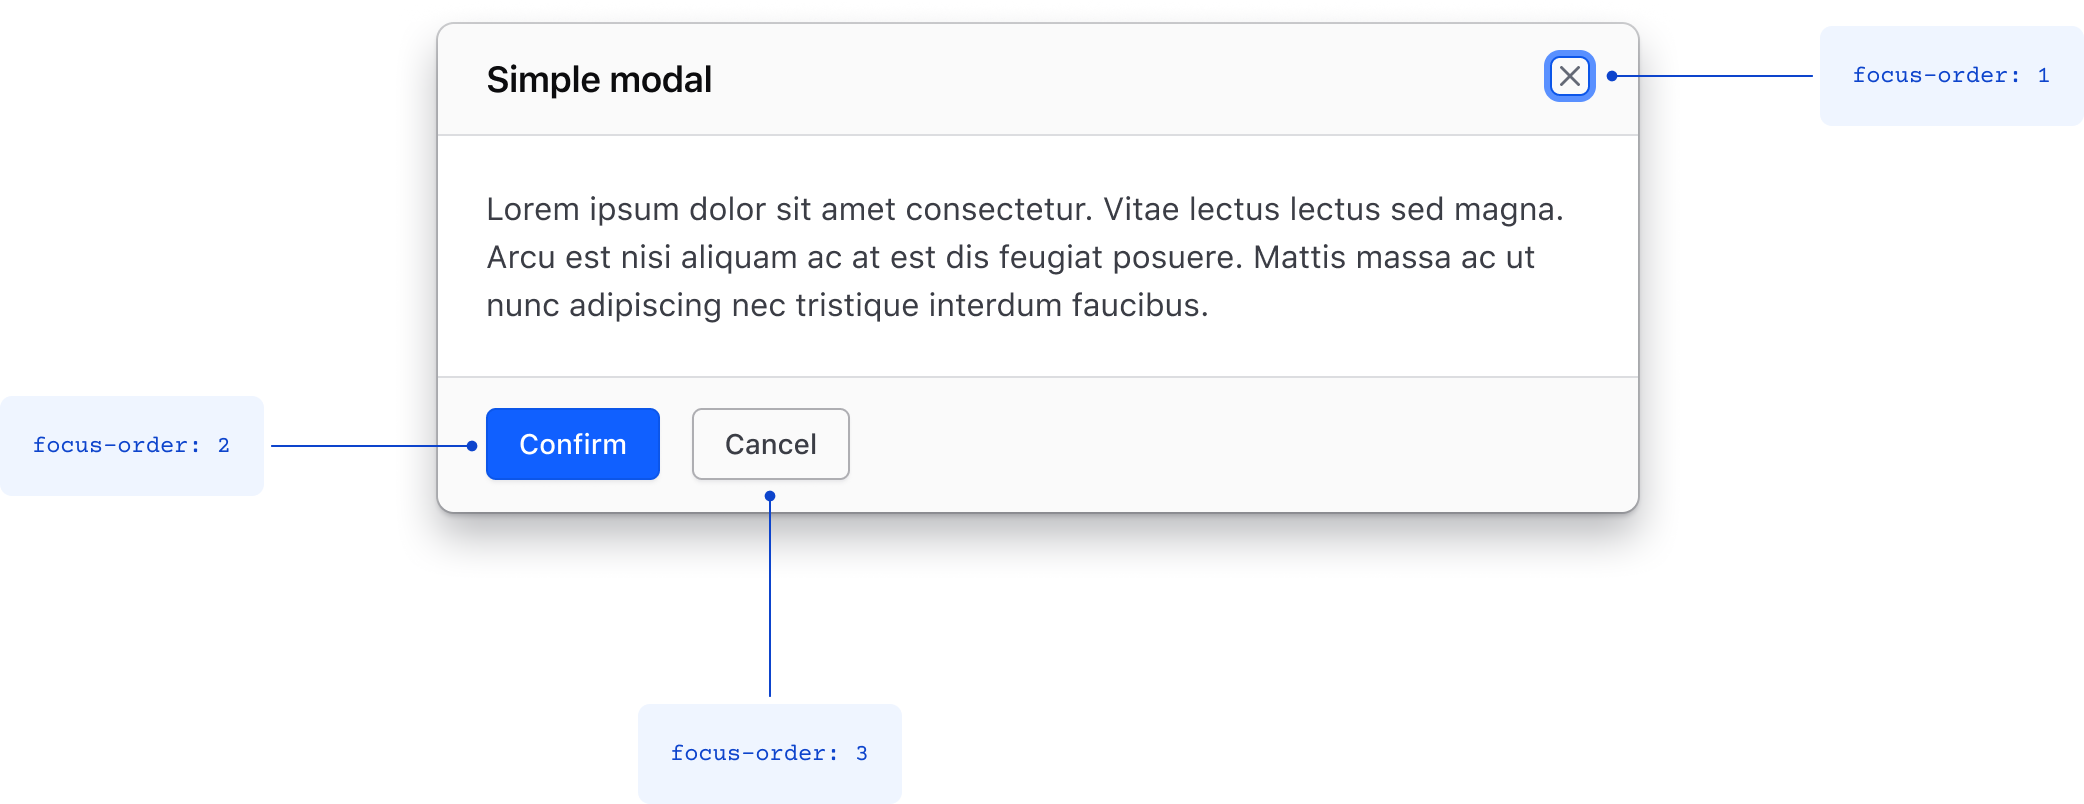 Simple modal
focus-order: 1
Lorem ipsum dolor sit amet consectetur. Vitae lectus lectus sed magna.
Arcu est nisi aliquam ac at est dis feugiat posuere. Mattis massa ac ut
nunc adipiscing nec tristique interdum faucibus.
focus-order: 2
Confirm
Cancel
focus-order: 3